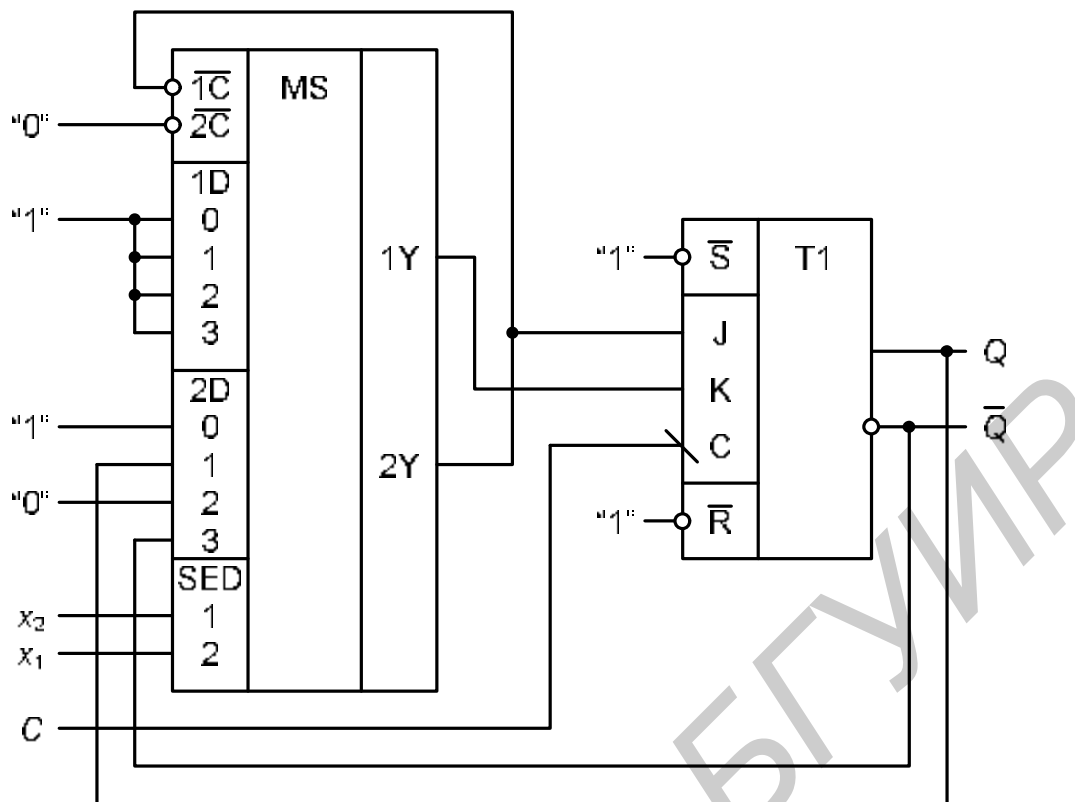 1C̅ MS
"0" 2C̅
1D
"1" 0
1 1Y
2
3
2D
"1" 0
1 2Y
"0" 2
3
SED
x₂ 1
x₁ 2
C
"1" S̅ T1
J
K
C
"1" R̅
Q
Q̅
БГУИР